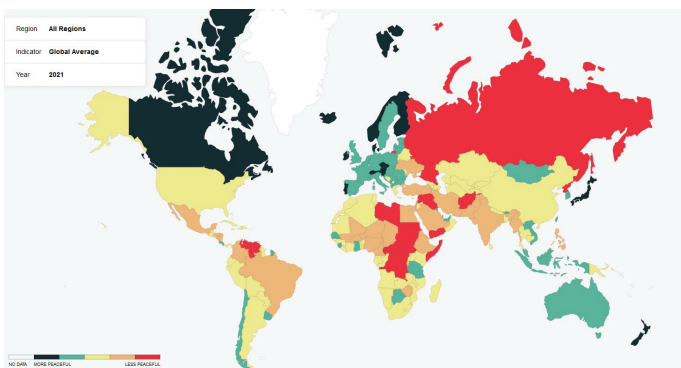 Region All Regions
Indicator Global Average
Year 2021
NO DATA MORE PEACEFUL LESS PEACEFUL